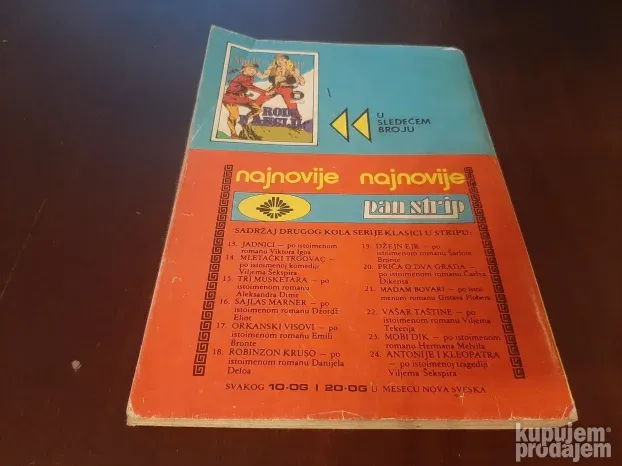 U
SLEDEĆEM
BROJU
najnovije najnovije
pan strip
SADRŽAJ DRUGOG KOLA SERIJE KLASICI U STRIPU:
13. JADNICI — po istoimenom
romanu Viktora Igoa
14. MLETAČKI TRGOVAC —
po istoimenoj komediji
Viljema Šekspira
15. TRI MUSKETARA — po
istoimenom romanu
Aleksandra Dime
16. SAJLAS MARNER — po
istoimenom romanu Džordž
Eliot
17. ORKANSKI VISOVI — po
istoimenom romanu Emili
Bronte
18. ROBINZON KRUSO — po
istoimenom romanu Danijela
Defoa
19. DŽEJN EJR — po
istoimenom romanu Šarlote
Bronte
20. PRIČA O DVA GRADA —
po istoimenom romanu Čarlsa
Dikensa
21. MADAM BOVARI — po isto-
imenom romanu Gustava Flobera
22. VAŠAR TAŠTINE — po
istoimenom romanu Viljema
Tekerija
23. MOBI DIK — po istoimenom
romanu Hermana Melvila
24. ANTONIJE I KLEOPATRA
— po istoimenoj tragediji
Viljema Šekspira
SVAKOG 10-OG I 20-OG U MESECU NOVA SVESKA
kupujem
prodajem